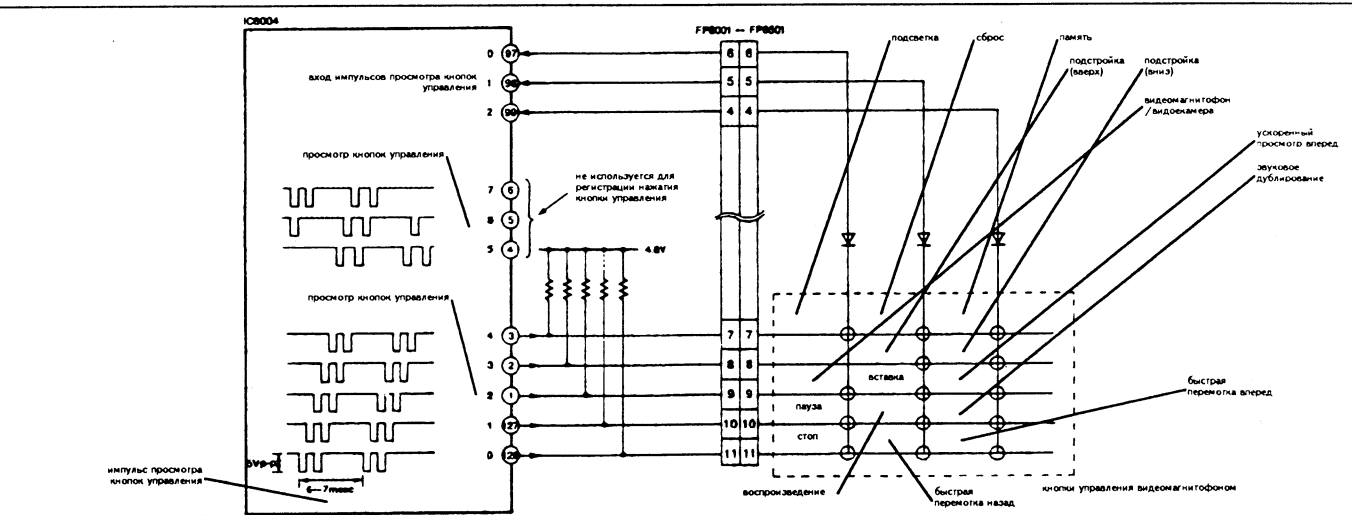 IC8004
FP8001 — FP8501
0 97
1 98
2 99
вход импульсов просмотра кнопок
управления
просмотр кнопок управления
7 6
6 5
5 4
не используется для
регистрации нажатия
кнопки управления
4.8V
просмотр кнопок управления
4 3
3 2
2 1
1 127
0 128
5Vp-p
6—7msec
импульс просмотра
кнопок управления
6 6
5 5
4 4
7 7
8 8
9 9
10 10
11 11
подсветка
сброс
память
подстройка
(вверх)
подстройка
(вниз)
видеомагнитофон
/видеокамера
ускоренный
просмотр вперед
звуковое
дублирование
вставка
пауза
стоп
быстрая
перемотка вперед
воспроизведение
быстрая
перемотка назад
кнопки управления видеомагнитофоном